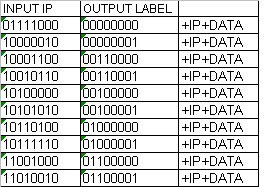 INPUT IP OUTPUT LABEL
01111000 00000000 +IP+DATA
10000010 00000001 +IP+DATA
10001100 00110000 +IP+DATA
10010110 00110001 +IP+DATA
10100000 00100000 +IP+DATA
10101010 00100001 +IP+DATA
10110100 01000000 +IP+DATA
10111110 01000001 +IP+DATA
11001000 01100000 +IP+DATA
11010010 01100001 +IP+DATA